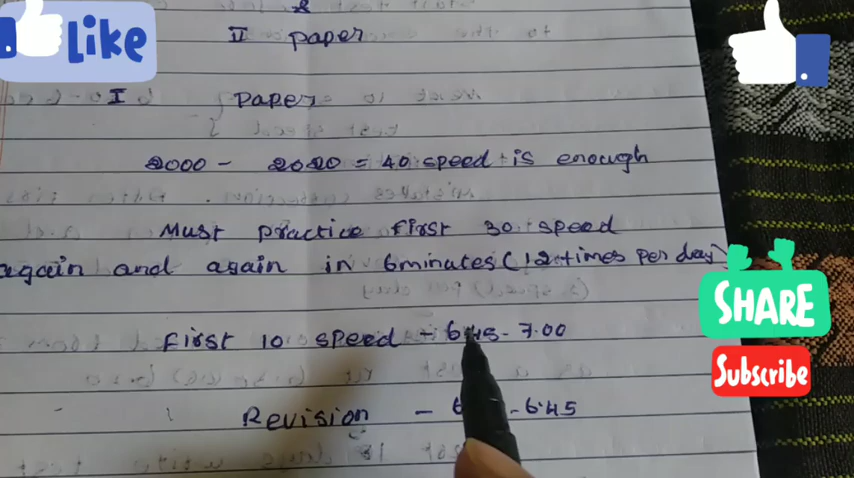 Like
II paper
I paper
2000 - 2020 = 40 speed is enough
Must practice first 30 speed
again and again in 6minutes (12 times per day)
SHARE
First 10 speed - 6.45 - 7.00
Subscribe
Revision - 6 - 6.45